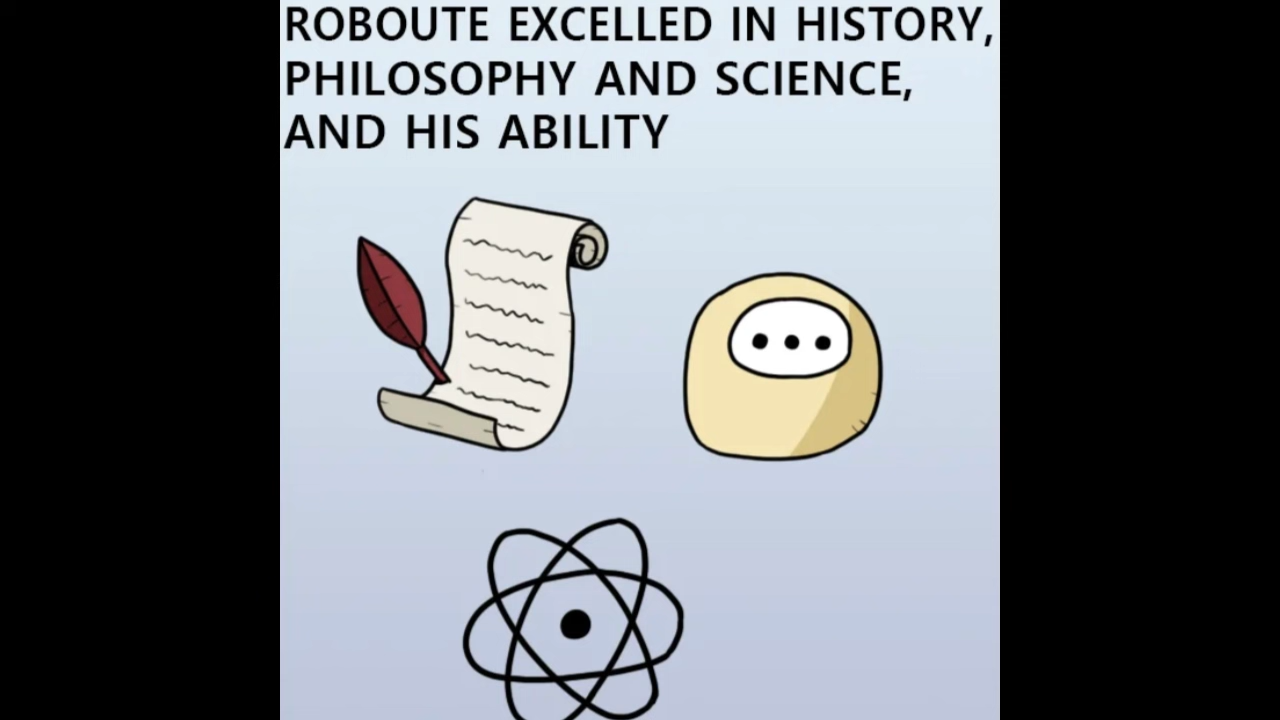 ROBOUTE EXCELLED IN HISTORY,
PHILOSOPHY AND SCIENCE,
AND HIS ABILITY